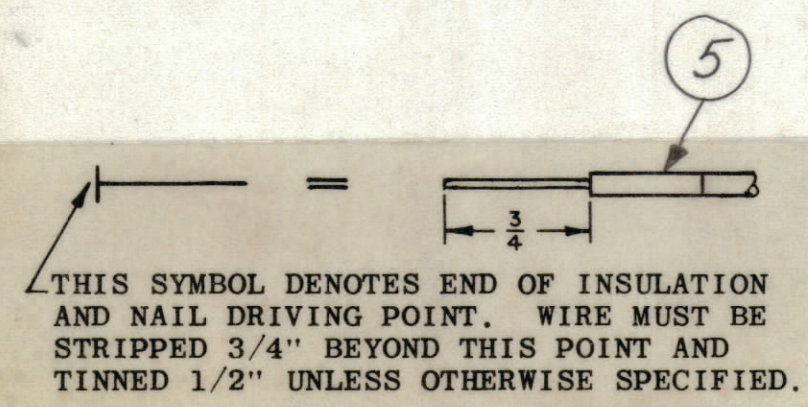 5
=
3/4
THIS SYMBOL DENOTES END OF INSULATION
AND NAIL DRIVING POINT. WIRE MUST BE
STRIPPED 3/4" BEYOND THIS POINT AND
TINNED 1/2" UNLESS OTHERWISE SPECIFIED.